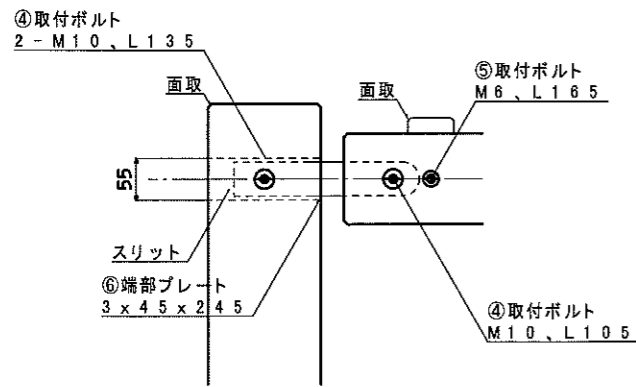 ④取付ボルト
2-M10、L135
面取
面取
⑤取付ボルト
M6、L165
55
スリット
⑥端部プレート
3x45x245
④取付ボルト
M10、L105